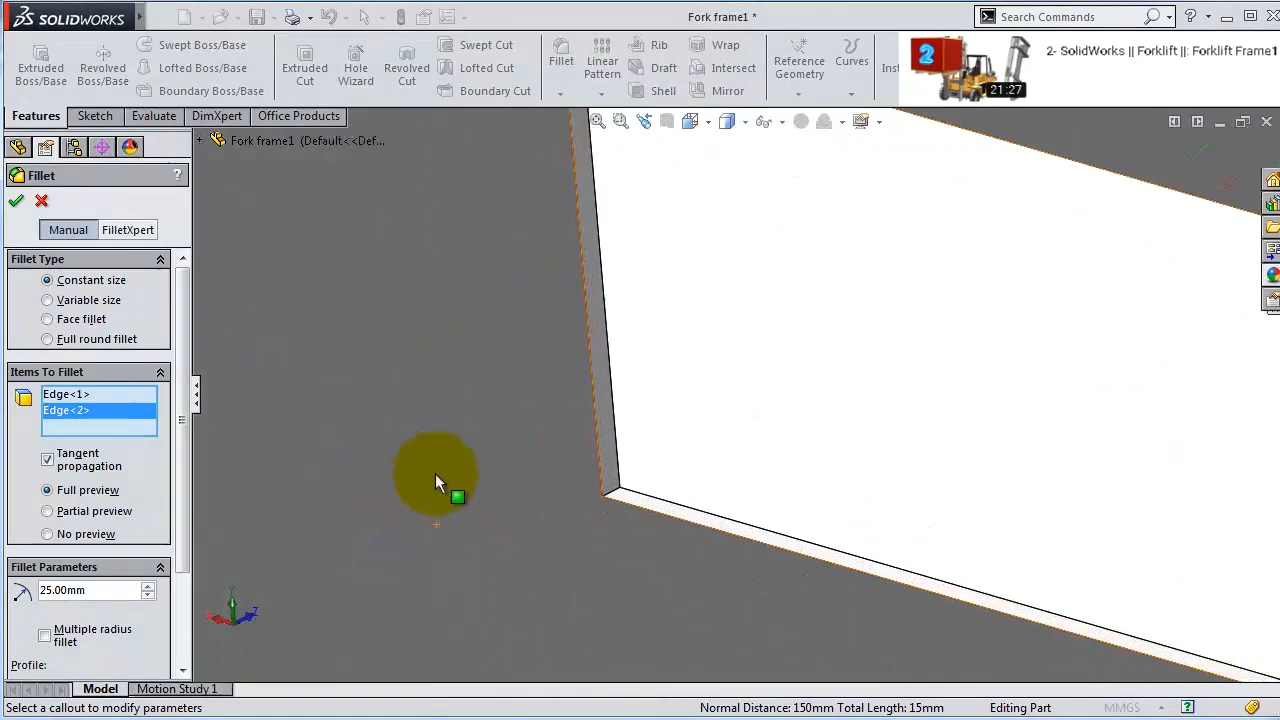 SOLIDWORKS
Fork frame1 *
Search Commands
Extruded Boss/Base
Revolved Boss/Base
Swept Boss/Base
Lofted Boss/Base
Boundary Boss/Base
Extruded Cut
Hole Wizard
Revolved Cut
Swept Cut
Lofted Cut
Boundary Cut
Fillet
Linear Pattern
Rib
Draft
Shell
Wrap
Intersect
Mirror
Reference Geometry
Curves
Inst
2
21:27
2- SolidWorks || Forklift ||: Forklift Frame1
Features
Sketch
Evaluate
DimXpert
Office Products
Fork frame1 (Default<<Def...
Fillet
?
Manual
FilletXpert
Fillet Type
Constant size
Variable size
Face fillet
Full round fillet
Items To Fillet
Edge<1>
Edge<2>
Tangent
propagation
Full preview
Partial preview
No preview
Fillet Parameters
25.00mm
Multiple radius
fillet
Profile:
Y
X
Z
Model
Motion Study 1
Select a callout to modify parameters
Normal Distance: 150mm Total Length: 15mm
Editing Part
MMGS
?